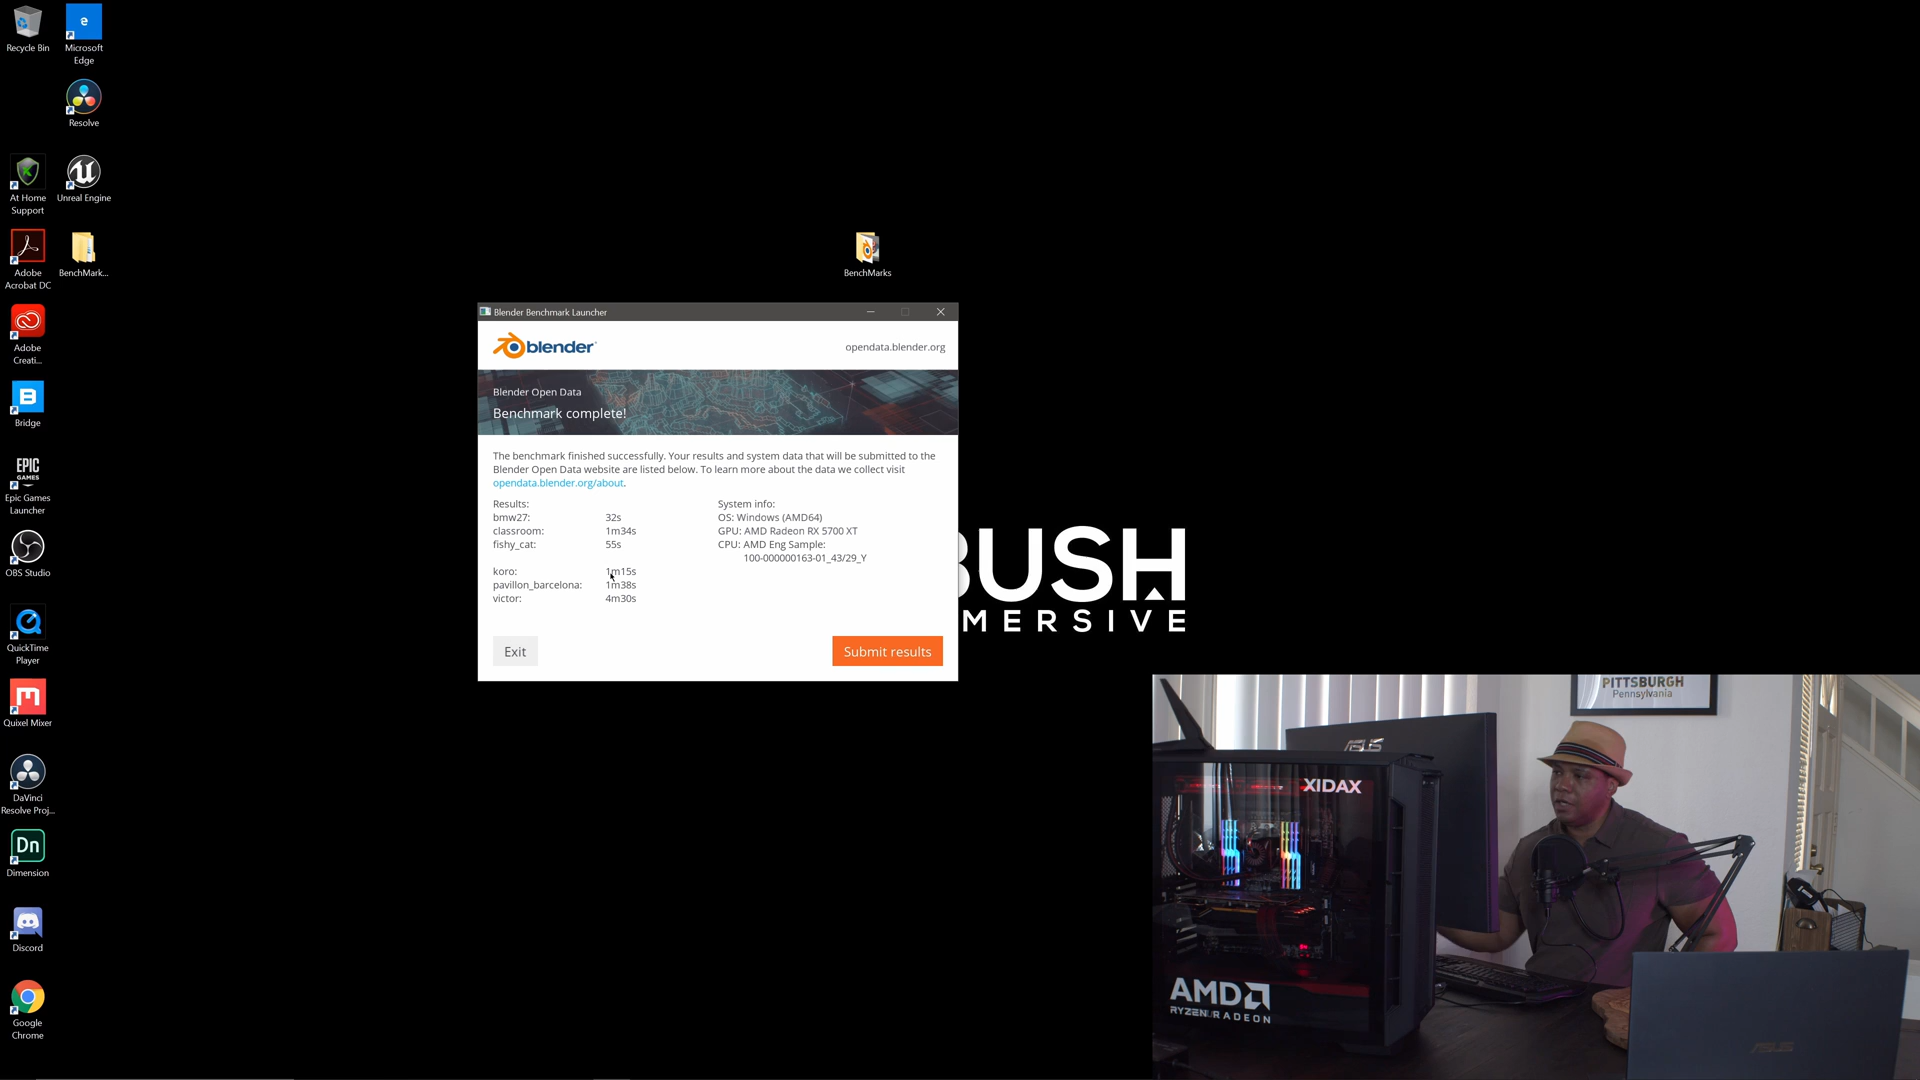 Recycle Bin
Microsoft
Edge
Resolve
At Home
Support
Unreal Engine
Adobe
Acrobat DC
BenchMark...
BenchMarks
Adobe
Creati...
Bridge
EPIC
GAMES
Epic Games
Launcher
OBS Studio
QuickTime
Player
Quixel Mixer
DaVinci
Resolve Proj...
Dn
Dimension
Discord
Google
Chrome
Blender Benchmark Launcher
blender
opendata.blender.org
Blender Open Data
Benchmark complete!
The benchmark finished successfully. Your results and system data that will be submitted to the
Blender Open Data website are listed below. To learn more about the data we collect visit
opendata.blender.org/about.
Results:
bmw27: 32s
classroom: 1m34s
fishy_cat: 55s
koro: 1m15s
pavillon_barcelona: 1m38s
victor: 4m30s
System info:
OS: Windows (AMD64)
GPU: AMD Radeon RX 5700 XT
CPU: AMD Eng Sample:
100-000000163-01_43/29_Y
Exit
Submit results
BUSH
MERSIVE
PITTSBURGH
Pennsylvania
ASUS
XIDAX
AMD
RYZEN RADEON
ASUS